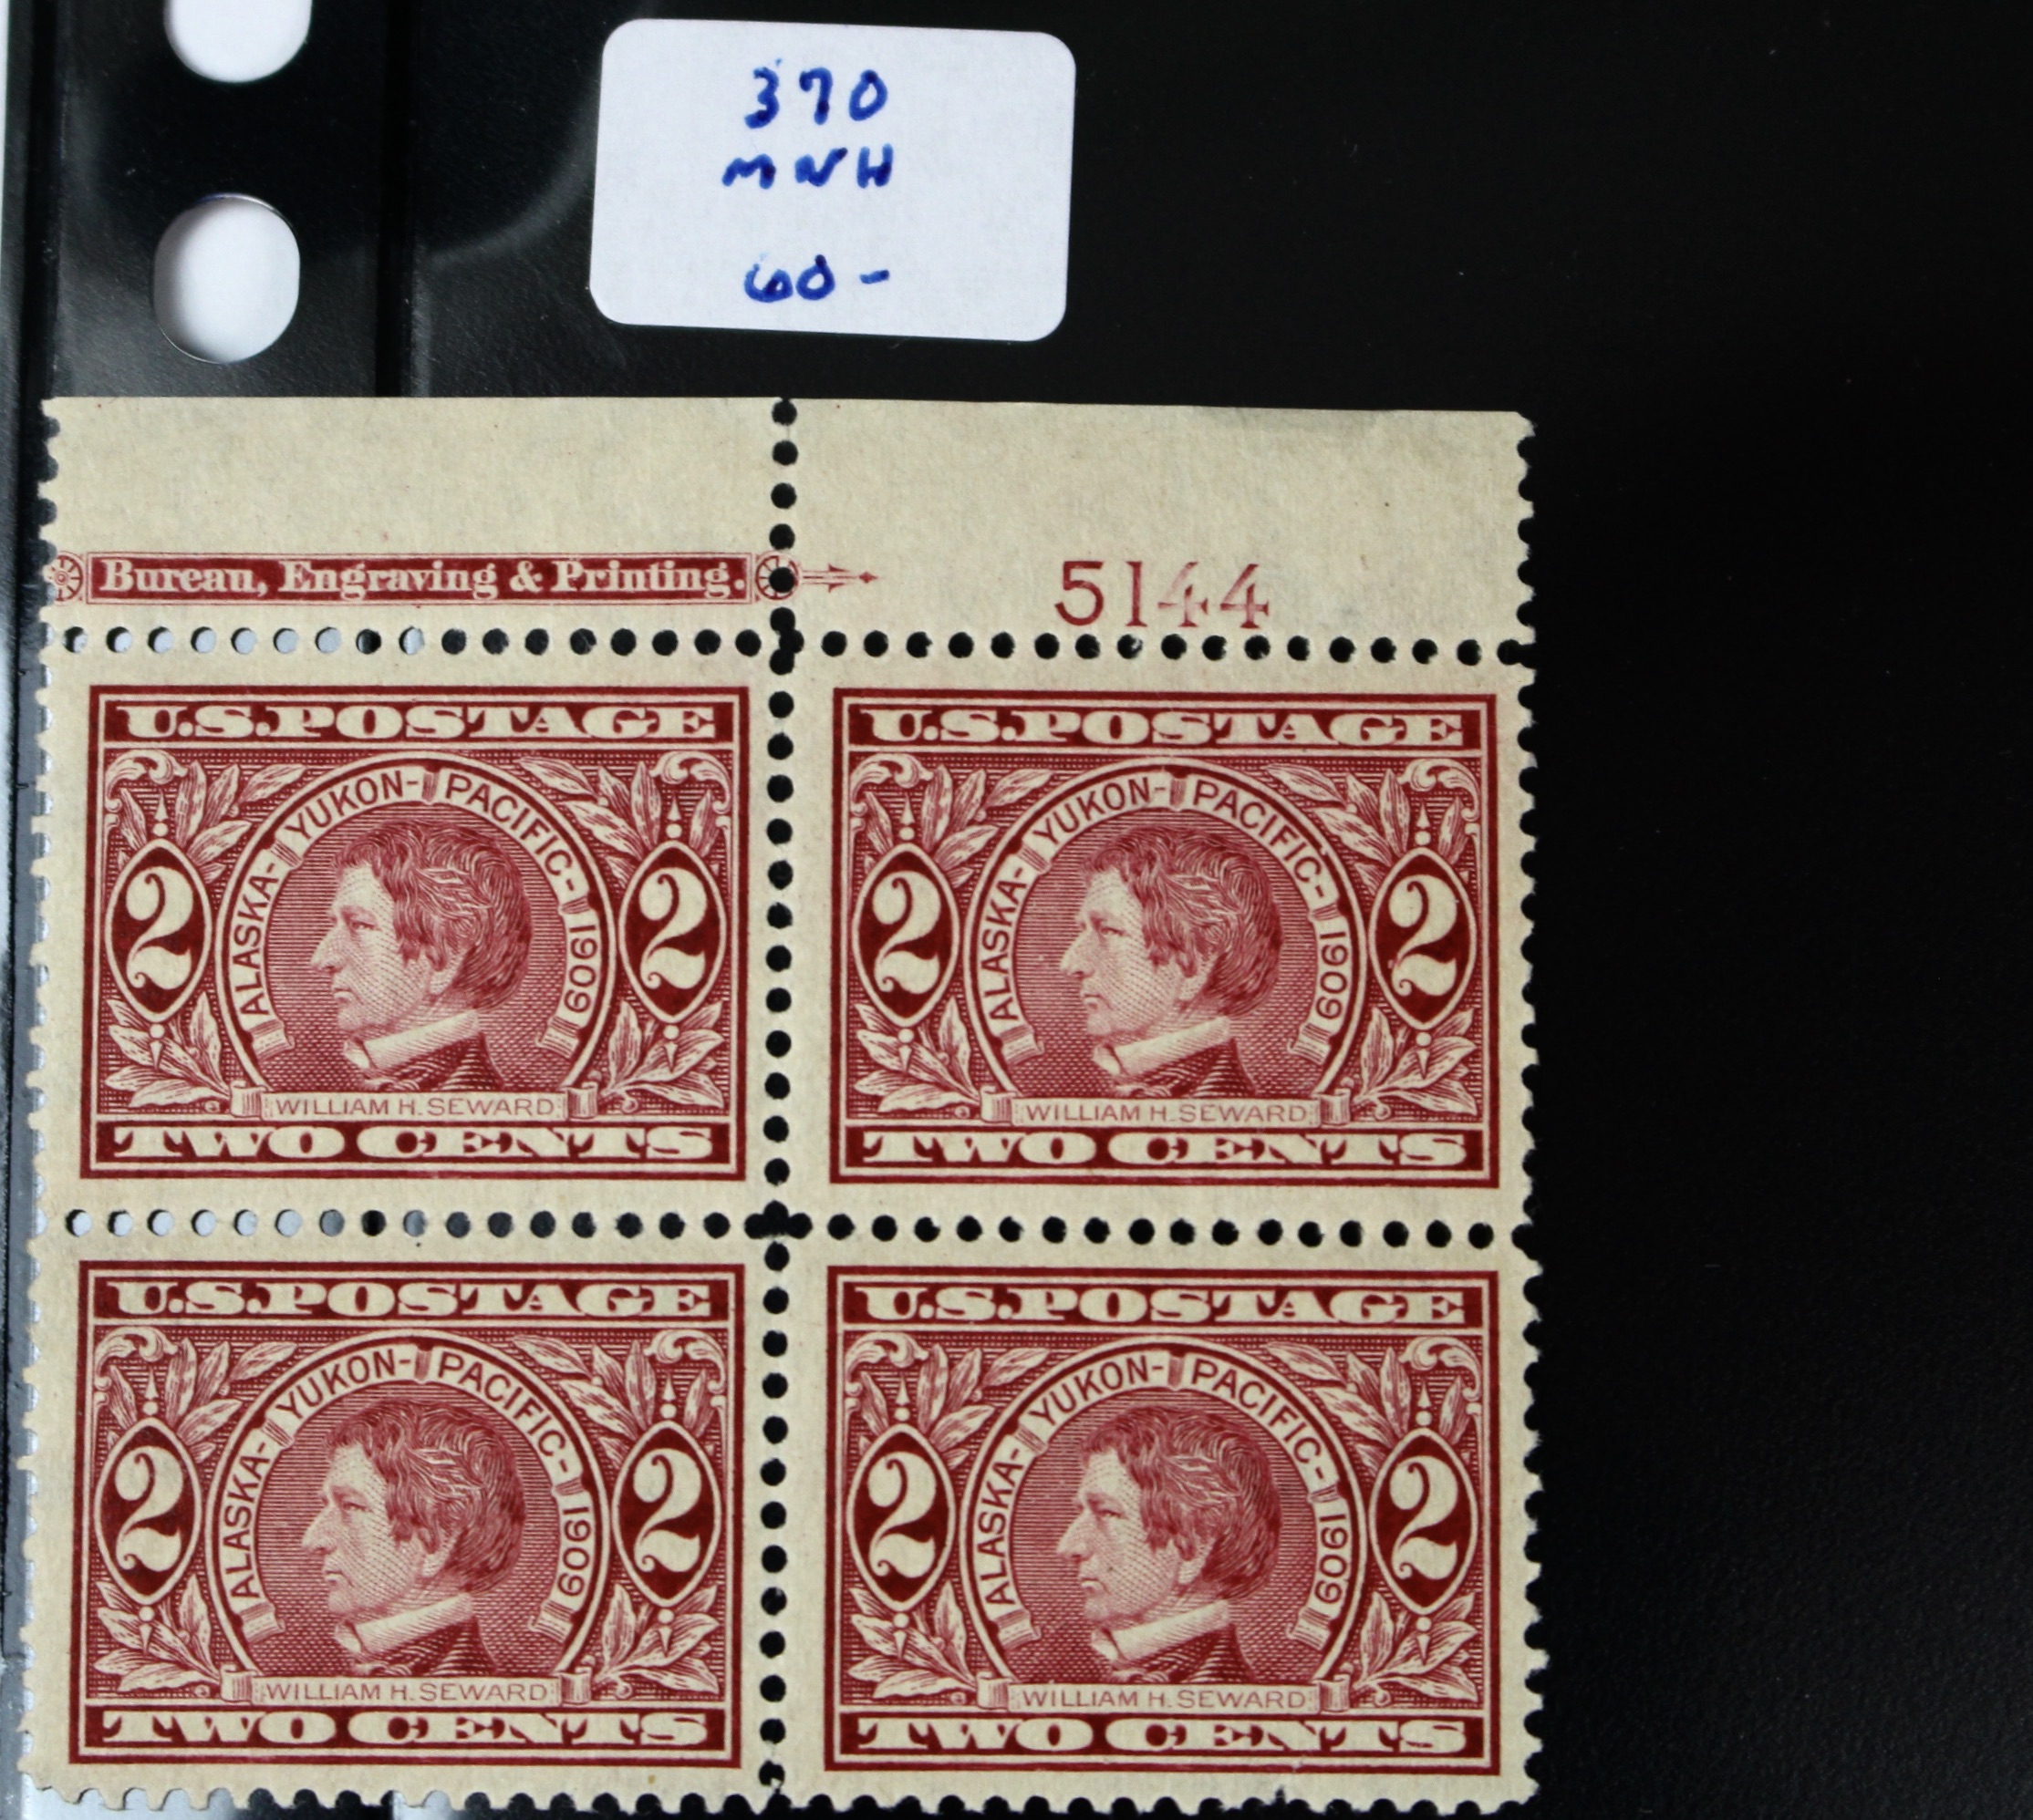 370
MNH
60-
Bureau, Engraving & Printing.
5144
U.S.POSTAGE
ALASKA-YUKON-PACIFIC-1909
2 2
WILLIAM H. SEWARD
TWO CENTS
U.S.POSTAGE
ALASKA-YUKON-PACIFIC-1909
2 2
WILLIAM H. SEWARD
TWO CENTS
U.S.POSTAGE
ALASKA-YUKON-PACIFIC-1909
2 2
WILLIAM H. SEWARD
TWO CENTS
U.S.POSTAGE
ALASKA-YUKON-PACIFIC-1909
2 2
WILLIAM H. SEWARD
TWO CENTS